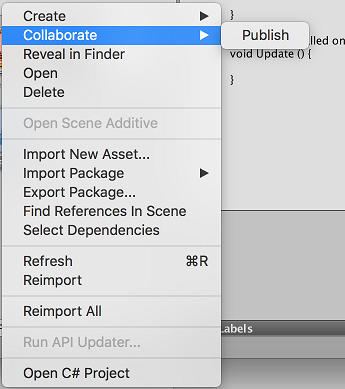 Create
Collaborate
Publish
Reveal in Finder
Open
Delete
Open Scene Additive
Import New Asset...
Import Package
Export Package...
Find References In Scene
Select Dependencies
Refresh ⌘R
Reimport
Reimport All
Run API Updater...
Open C# Project
}
lled on
void Update () {
}
Labels